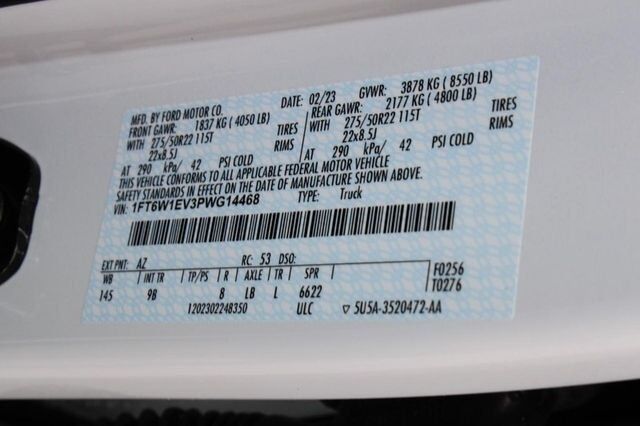 MFD. BY FORD MOTOR CO. DATE: 02/23 GVWR: 3878 KG ( 8550 LB)
FRONT GAWR: 1837 KG ( 4050 LB) REAR GAWR: 2177 KG ( 4800 LB)
WITH 275/50R22 115T TIRES WITH 275/50R22 115T TIRES
22x8.5J RIMS 22x8.5J RIMS
AT 290 kPa/ 42 PSI COLD AT 290 kPa/ 42 PSI COLD
THIS VEHICLE CONFORMS TO ALL APPLICABLE FEDERAL MOTOR VEHICLE
SAFETY STANDARDS IN EFFECT ON THE DATE OF MANUFACTURE SHOWN ABOVE.
VIN: 1FT6W1EV3PWG14468 TYPE: Truck
EXT PNT: AZ RC: 53 DSO:
WB INT TR TP/PS R AXLE TR SPR F0256
145 9B 8 LB L 6622 T0276
1202302248350 ULC ▽ 5U5A-3520472-AA